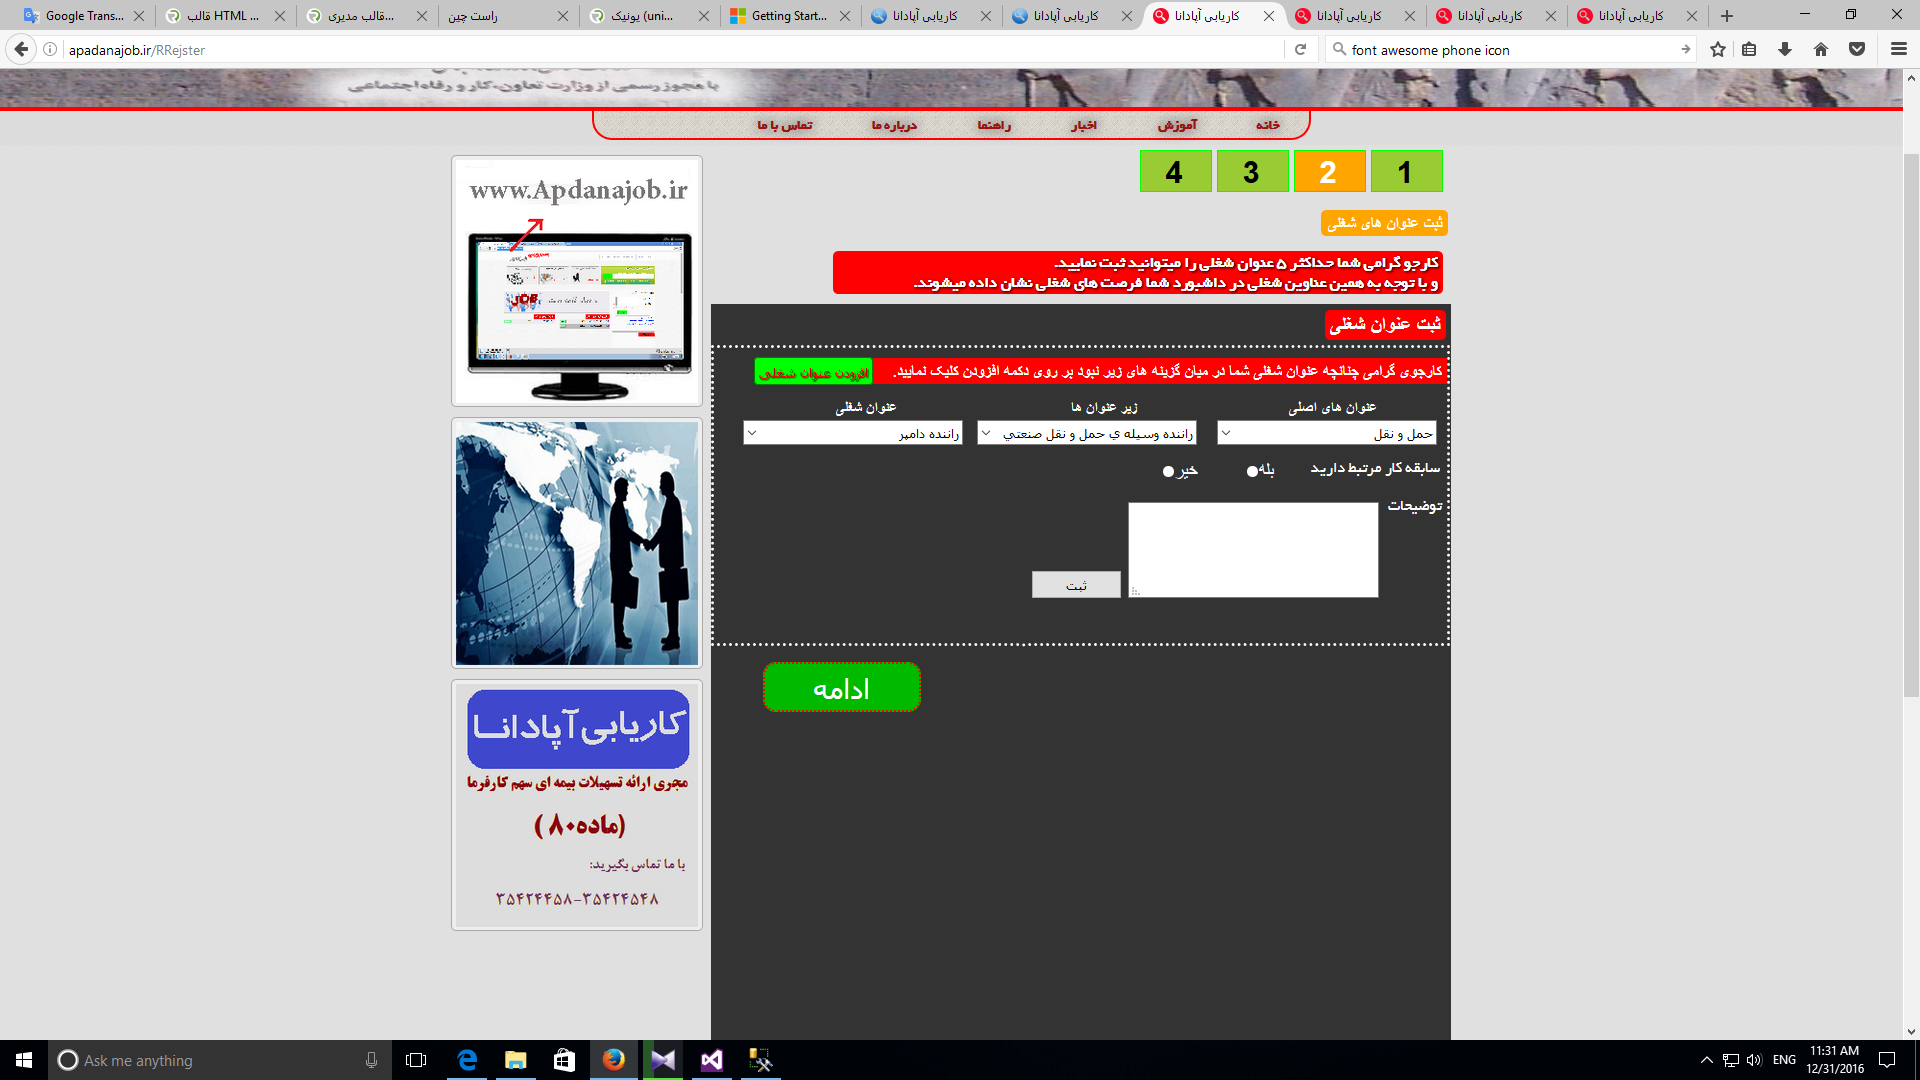 Google Trans...
قالب HTML ...
قالب مدیری...
راست چین
یونیک (uni...
Getting Start...
کاریابی آپادانا
کاریابی آپادانا
کاریابی آپادانا
کاریابی آپادانا
کاریابی آپادانا
کاریابی آپادانا
apadanajob.ir/RRejster
font awesome phone icon
با مجوز رسمی از وزارت تعاون،کار و رفاه اجتماعی
خانه
آموزش
اخبار
راهنما
درباره ما
تماس با ما
1
2
3
4
ثبت عنوان های شغلی
کارجو گرامی شما حداکثر ۵ عنوان شغلی را میتوانید ثبت نمایید.
و با توجه به همین عناوین شغلی در داشبورد شما فرصت های شغلی نشان داده میشوند.
ثبت عنوان شغلی
کارجوی گرامی چنانچه عنوان شغلی شما در میان گزینه های زیر نبود بر روی دکمه افزودن کلیک نمایید.
افزودن عنوان شغلی
عنوان های اصلی
زیر عنوان ها
عنوان شغلی
حمل و نقل
راننده وسیله ي حمل و نقل صنعتي
راننده دامپر
سابقه کار مرتبط دارید
بله
خیر
توضیحات
ثبت
ادامه
www.Apdanajob.ir
JOB
کاریابی آپادانا
مجری ارائه تسهیلات بیمه ای سهم کارفرما
(ماده۸۰)
با ما تماس بگیرید:
۳۵۴۲۴۴۵۸-۳۵۴۲۴۵۴۸
Ask me anything
ENG
11:31 AM
12/31/2016